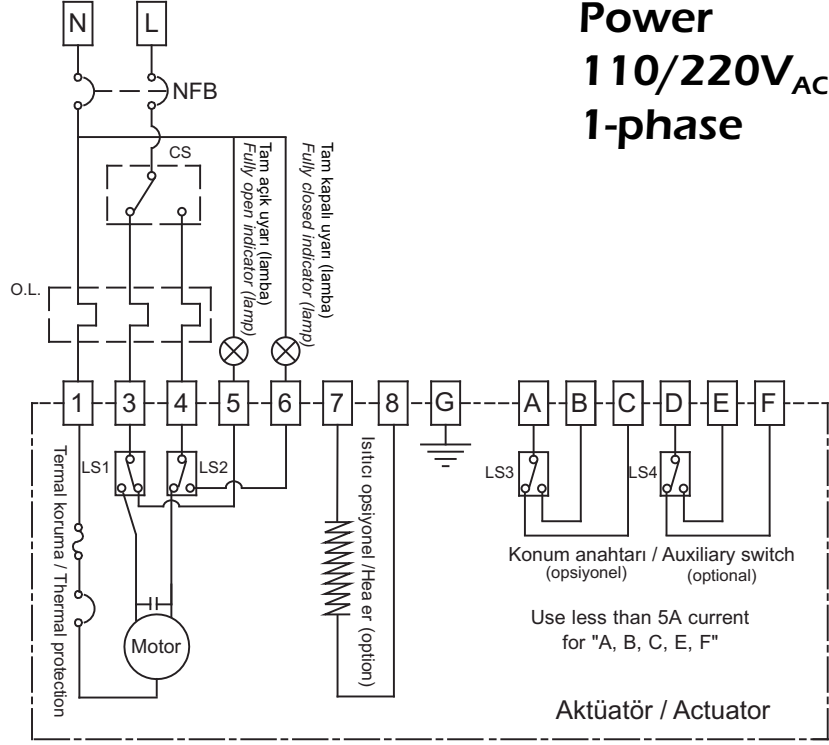 Power
110/220VAC
1-phase
N
L
NFB
CS
O.L.
Tam açık uyarı (lamba)
Fully open indicator (lamp)
Tam kapalı uyarı (lamba)
Fully closed indicator (lamp)
1
3
4
5
6
7
8
G
A
B
C
D
E
F
LS1
LS2
LS3
LS4
Termal koruma / Thermal protection
Motor
Isıtıcı opsiyonel /Hea er (option)
Konum anahtarı / Auxiliary switch
(opsiyonel)
(optional)
Use less than 5A current
for "A, B, C, E, F"
Aktüatör / Actuator